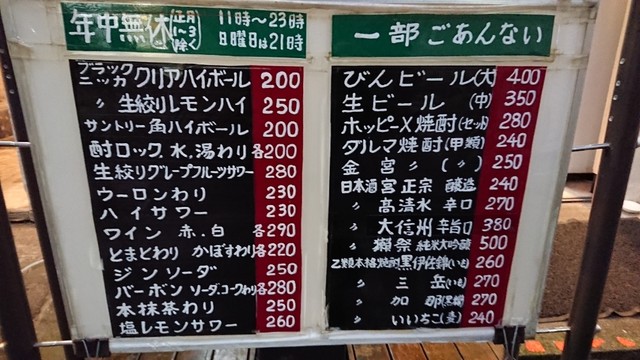 年中無休 (正月1~3除く)
11時~23時
日曜日は21時
ブラックニッカ クリアハイボール 200
〃 生絞りレモンハイ 250
サントリー角ハイボール 200
酎ロック、水、湯わり 各200
生絞りグレープフルーツサワー 280
ウーロンわり 230
ハイサワー 230
ワイン 赤、白 各290
とまとわり かぼすわり 各220
ジンソーダ 250
バーボン ソーダ、コークわり 各280
本抹茶わり 250
塩レモンサワー 260
一部ごあんない
びんビール(大) 400
生ビール (中) 350
ホッピーX焼酎(セット) 280
ダルマ焼酎(甲類) 240
金宮 〃 (〃) 250
日本酒 宮正宗 醸造 240
〃 高清水 辛口 270
〃 大信州 辛口 380
〃 獺祭 純米大吟醸 500
乙類本格焼酎 黒伊佐錦(いも) 260
〃 三岳(いも) 270
〃 加那(黒糖) 270
〃 いいちこ(麦) 240